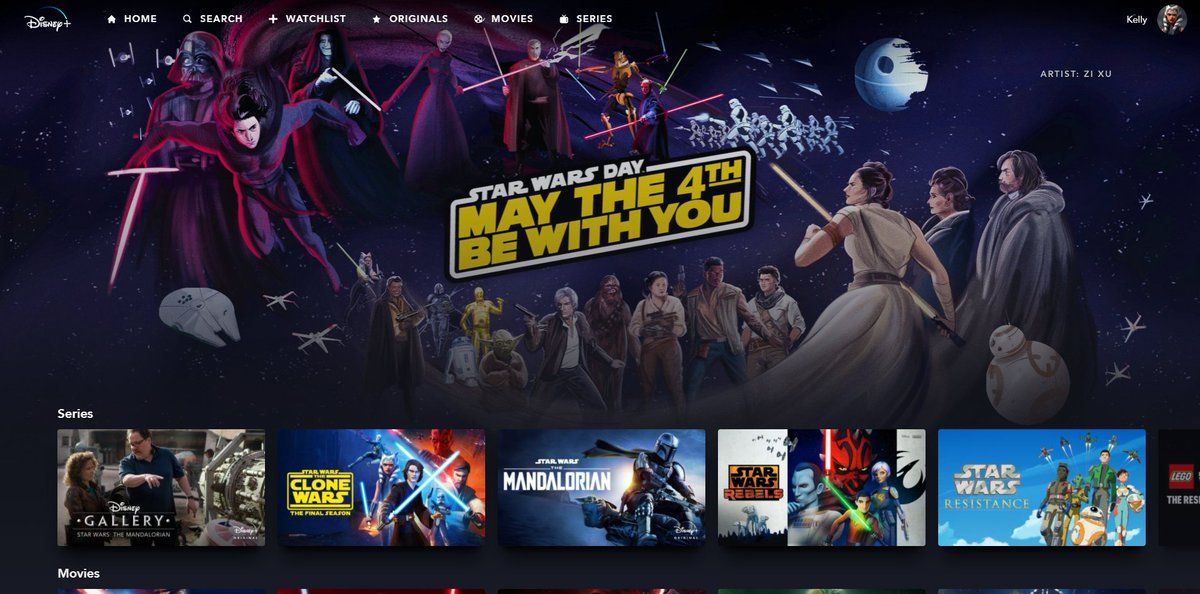 Disney+
HOME
SEARCH
WATCHLIST
ORIGINALS
MOVIES
SERIES
Kelly
ARTIST: ZI XU
STAR WARS DAY
MAY THE 4TH
BE WITH YOU
Series
Disney
GALLERY
STAR WARS: THE MANDALORIAN
Disney+
ORIGINAL
STAR WARS
THE
CLONE
WARS
THE FINAL SEASON
STAR WARS
THE
MANDALORIAN
Disney+
ORIGINAL
STAR
WARS
REBELS
STAR
WARS
RESISTANCE
LEGO
THE
Movies